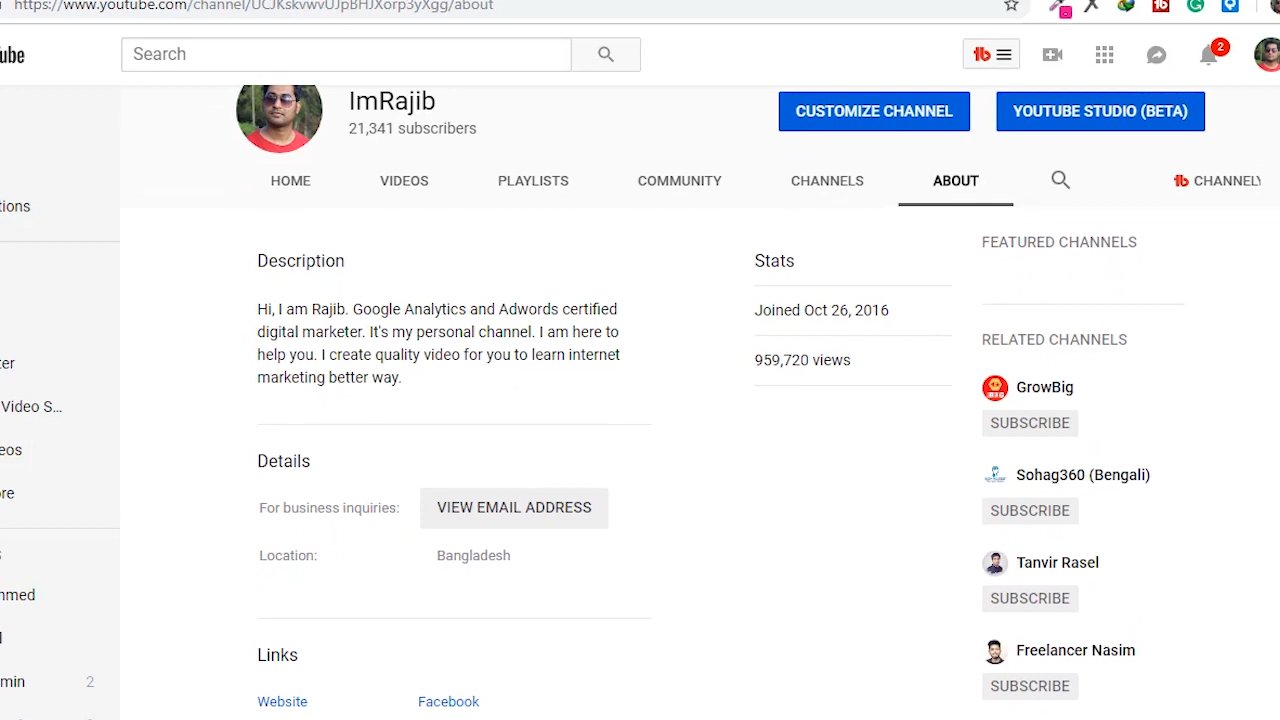 https://www.youtube.com/channel/UCJKskvwvUJpBHJXorp3yXgg/about
Tube
Search
2
ImRajib
21,341 subscribers
CUSTOMIZE CHANNEL
YOUTUBE STUDIO (BETA)
HOME
VIDEOS
PLAYLISTS
COMMUNITY
CHANNELS
ABOUT
CHANNELY
tions
ter
Video S...
eos
re
S
hmed
l
min
2
Description
Hi, I am Rajib. Google Analytics and Adwords certified
digital marketer. It's my personal channel. I am here to
help you. I create quality video for you to learn internet
marketing better way.
Details
For business inquiries:
VIEW EMAIL ADDRESS
Location:
Bangladesh
Links
Website
Facebook
Stats
Joined Oct 26, 2016
959,720 views
FEATURED CHANNELS
RELATED CHANNELS
GrowBig
SUBSCRIBE
Sohag360 (Bengali)
SUBSCRIBE
Tanvir Rasel
SUBSCRIBE
Freelancer Nasim
SUBSCRIBE